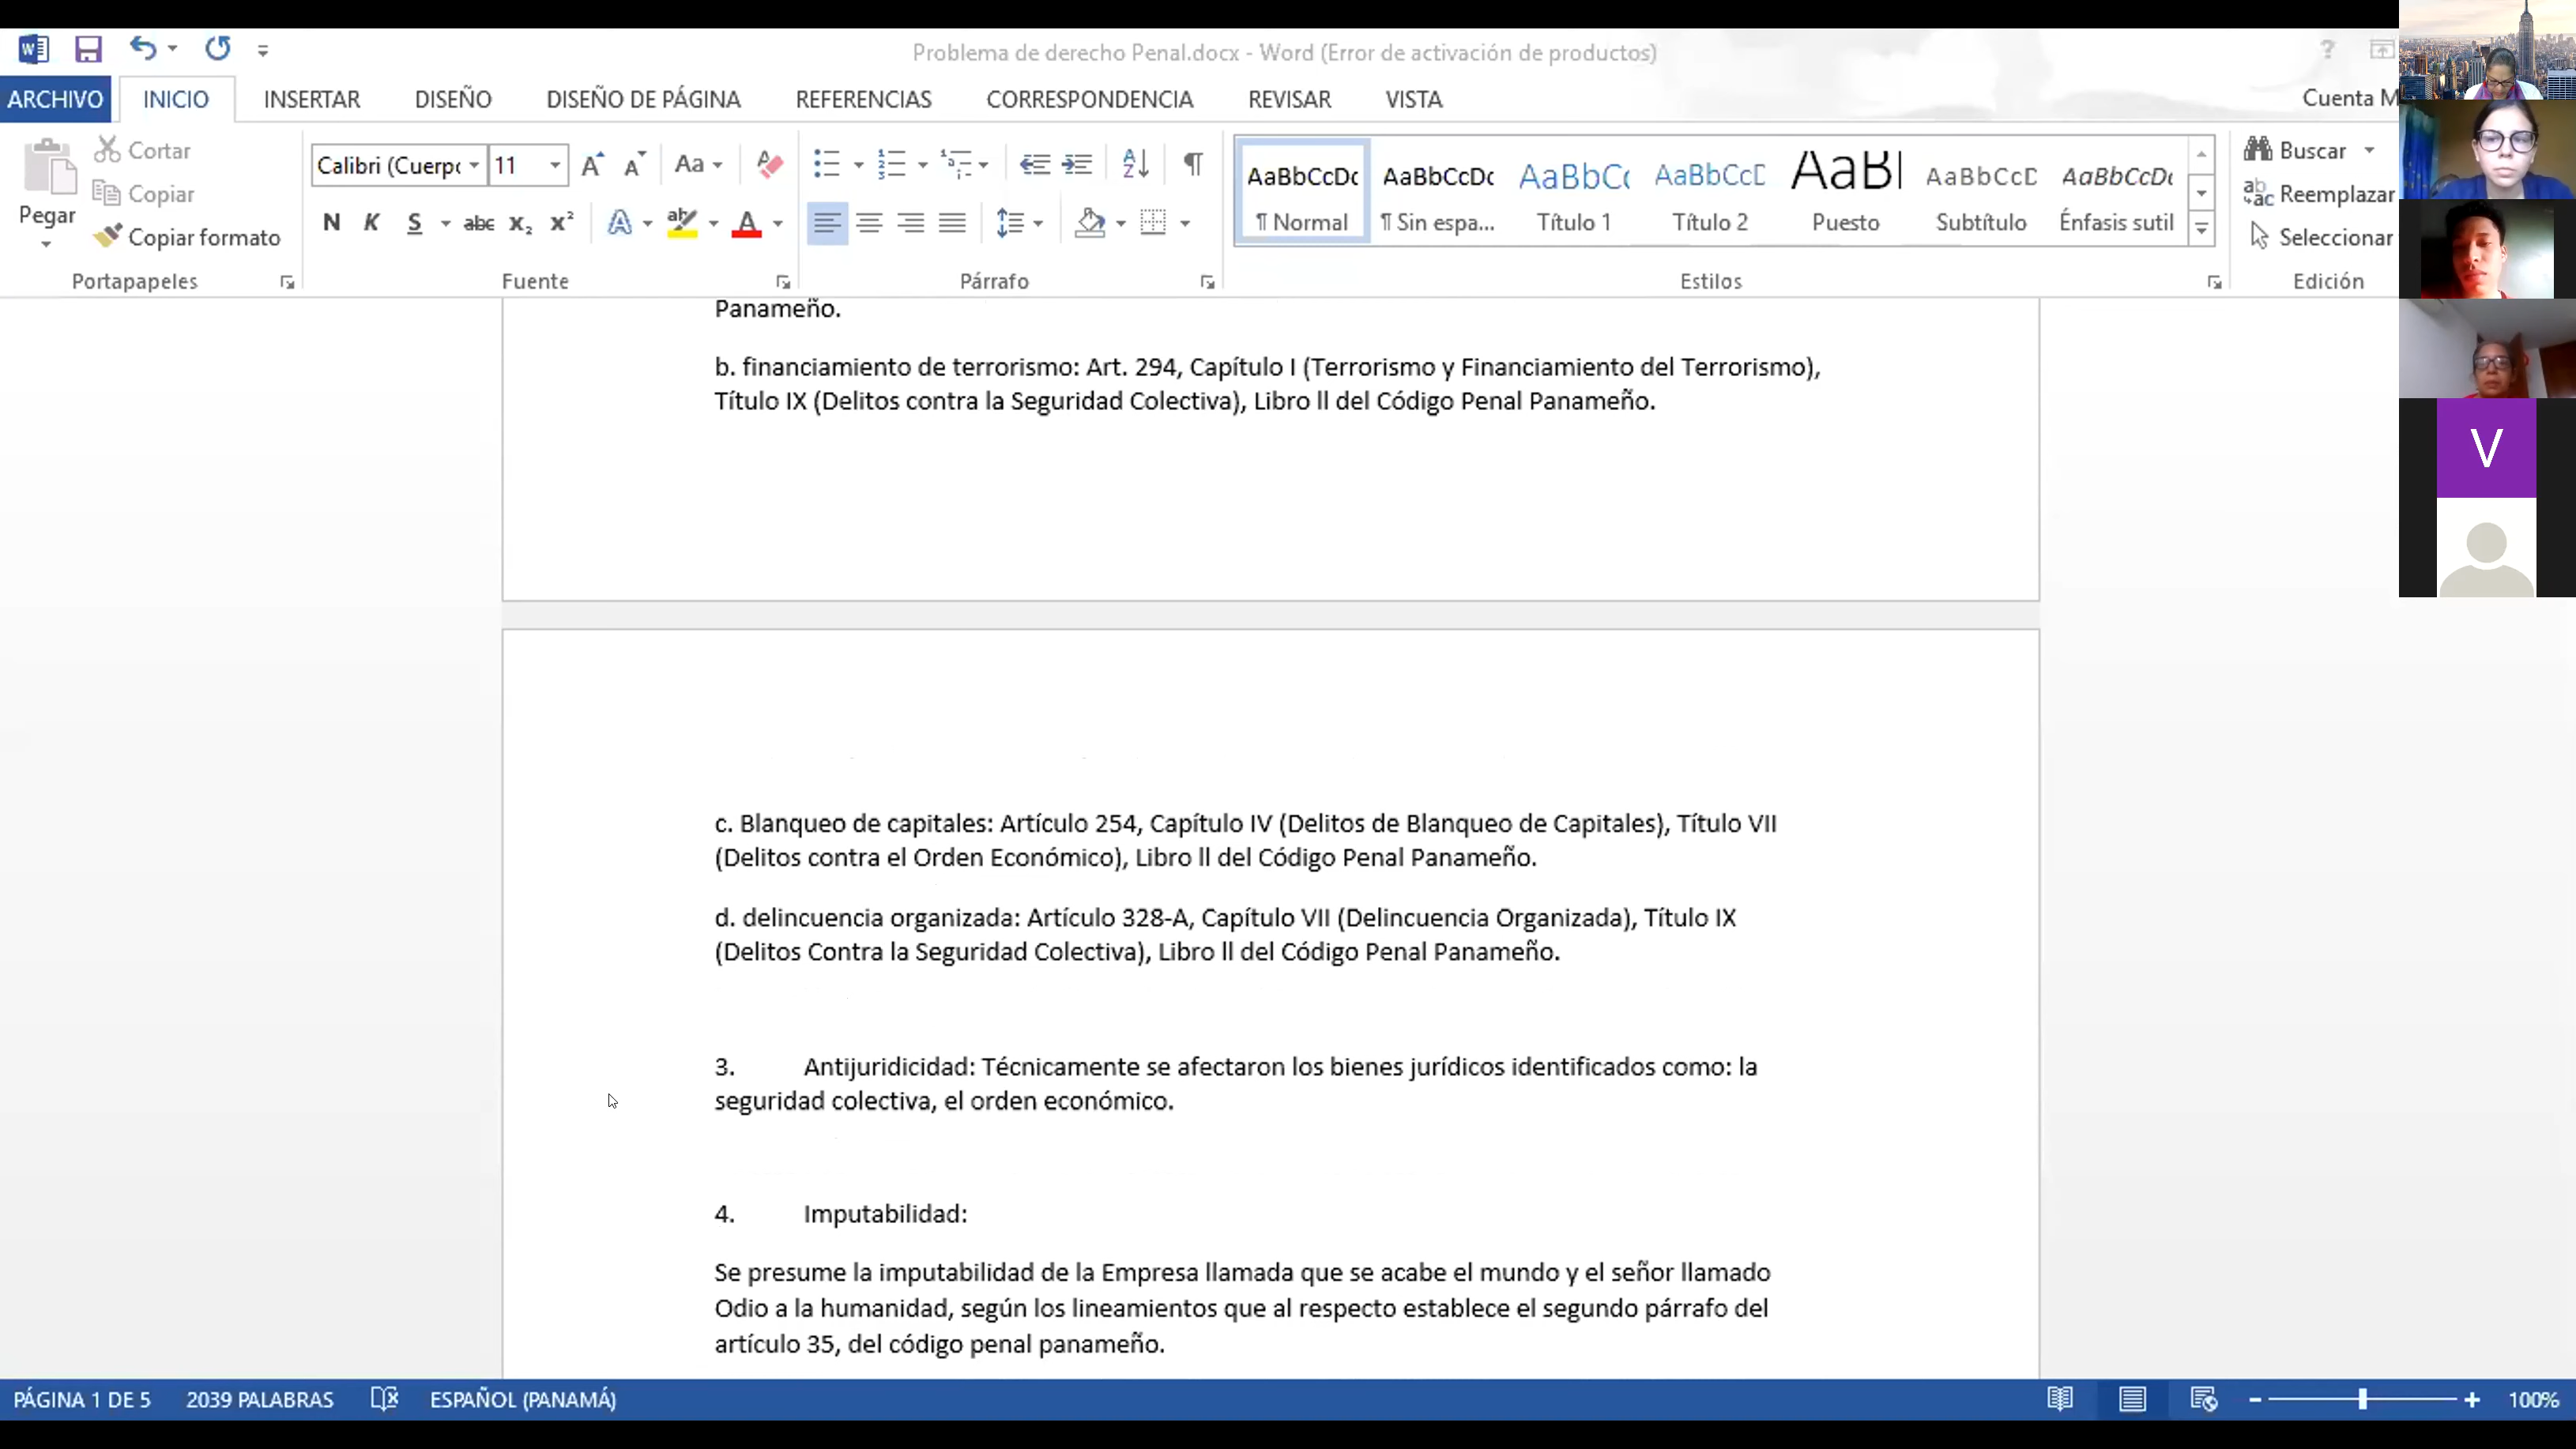 Problema de derecho Penal.docx - Word (Error de activación de productos)
ARCHIVO INICIO INSERTAR DISEÑO DISEÑO DE PÁGINA REFERENCIAS CORRESPONDENCIA REVISAR VISTA Cuenta M
Pegar
Cortar
Copiar
Copiar formato
Portapapeles
Calibri (Cuerpo 11
N K S abc x₂ x²
Fuente
Párrafo
AaBbCcDc AaBbCcDc AaBbCc AaBbCcD AaBl AaBbCcD AaBbCcDc
¶ Normal ¶ Sin espa... Título 1 Título 2 Puesto Subtítulo Énfasis sutil
Estilos
Buscar
Reemplazar
Seleccionar
Edición
V
Panameño.
b. financiamiento de terrorismo: Art. 294, Capítulo I (Terrorismo y Financiamiento del Terrorismo),
Título IX (Delitos contra la Seguridad Colectiva), Libro ll del Código Penal Panameño.
c. Blanqueo de capitales: Artículo 254, Capítulo IV (Delitos de Blanqueo de Capitales), Título VII
(Delitos contra el Orden Económico), Libro ll del Código Penal Panameño.
d. delincuencia organizada: Artículo 328-A, Capítulo VII (Delincuencia Organizada), Título IX
(Delitos Contra la Seguridad Colectiva), Libro ll del Código Penal Panameño.
3. Antijuridicidad: Técnicamente se afectaron los bienes jurídicos identificados como: la
seguridad colectiva, el orden económico.
4. Imputabilidad:
Se presume la imputabilidad de la Empresa llamada que se acabe el mundo y el señor llamado
Odio a la humanidad, según los lineamientos que al respecto establece el segundo párrafo del
artículo 35, del código penal panameño.
PÁGINA 1 DE 5 2039 PALABRAS ESPAÑOL (PANAMÁ) 100%